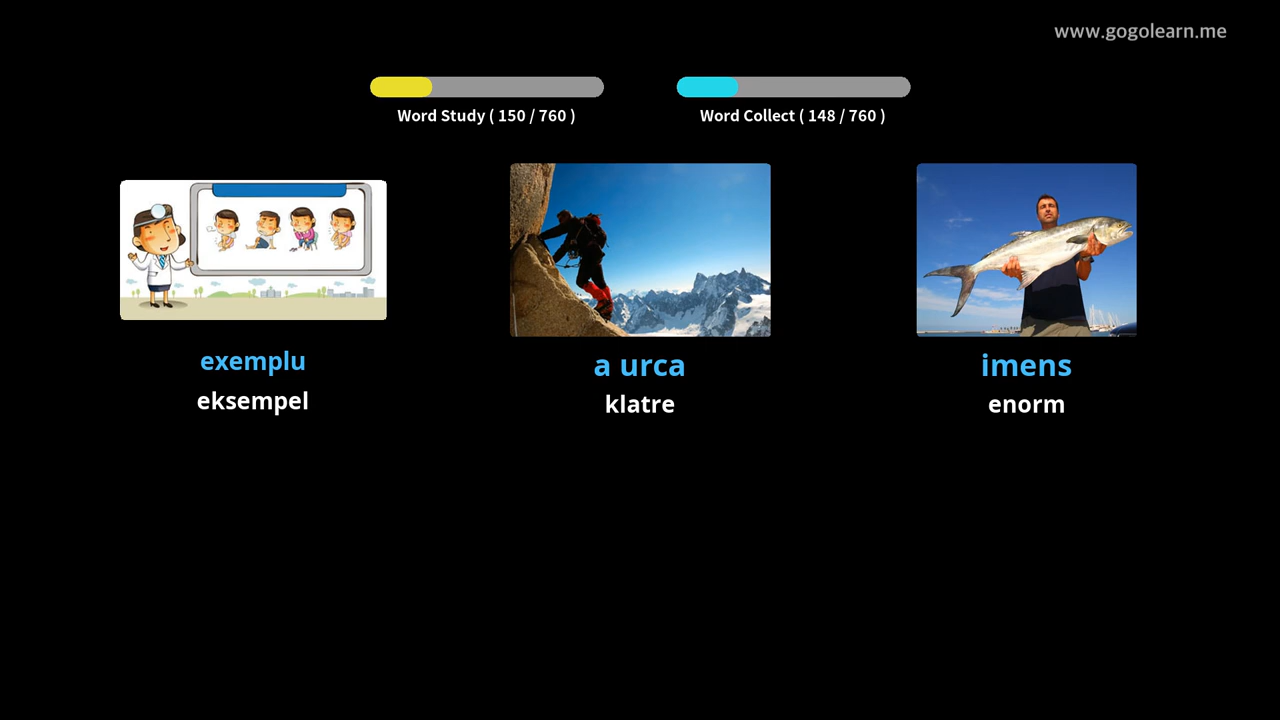 www.gogolearn.me
Word Study ( 150 / 760 )
Word Collect ( 148 / 760 )
exemplu
eksempel
a urca
klatre
imens
enorm